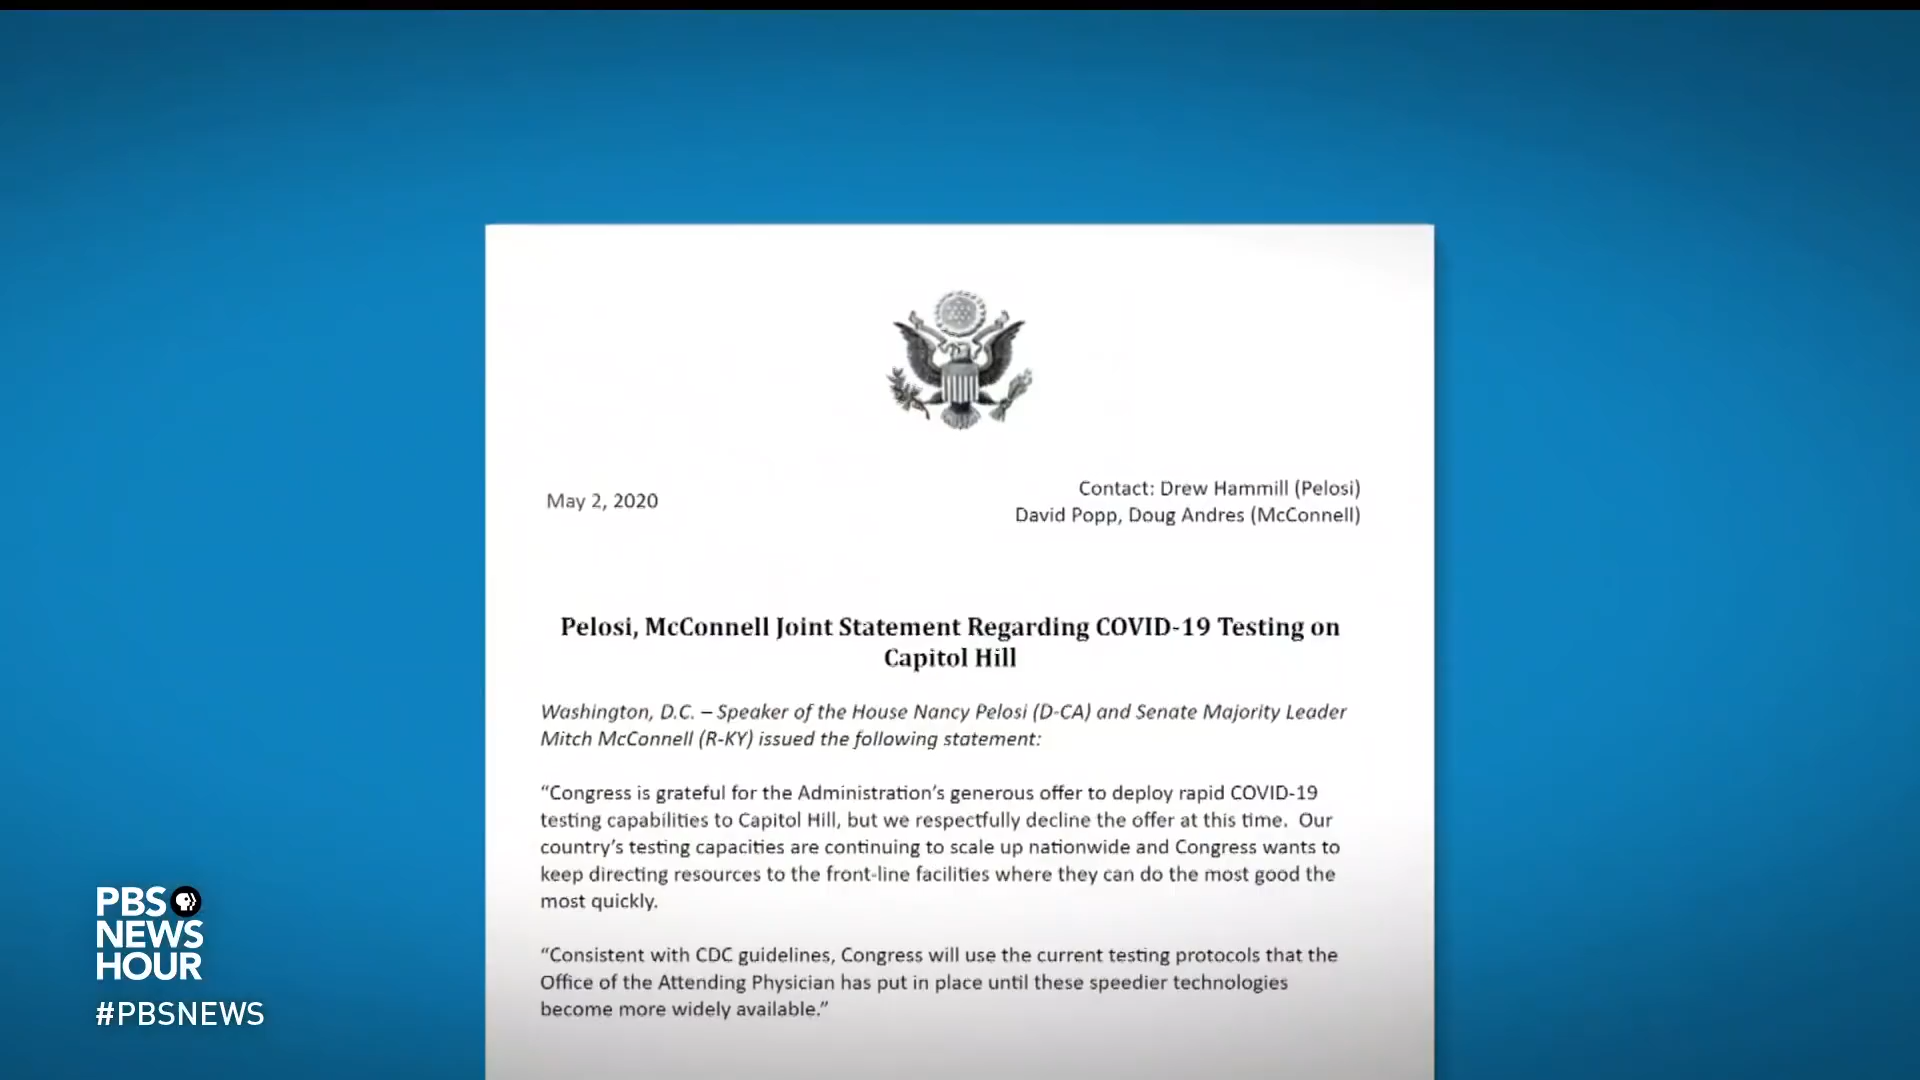 May 2, 2020
Contact: Drew Hammill (Pelosi)
David Popp, Doug Andres (McConnell)
Pelosi, McConnell Joint Statement Regarding COVID-19 Testing on
Capitol Hill
Washington, D.C. – Speaker of the House Nancy Pelosi (D-CA) and Senate Majority Leader
Mitch McConnell (R-KY) issued the following statement:
“Congress is grateful for the Administration’s generous offer to deploy rapid COVID-19
testing capabilities to Capitol Hill, but we respectfully decline the offer at this time.  Our
country’s testing capacities are continuing to scale up nationwide and Congress wants to
keep directing resources to the front-line facilities where they can do the most good the
most quickly.
“Consistent with CDC guidelines, Congress will use the current testing protocols that the
Office of the Attending Physician has put in place until these speedier technologies
become more widely available.”
PBS
NEWS
HOUR
#PBSNEWS